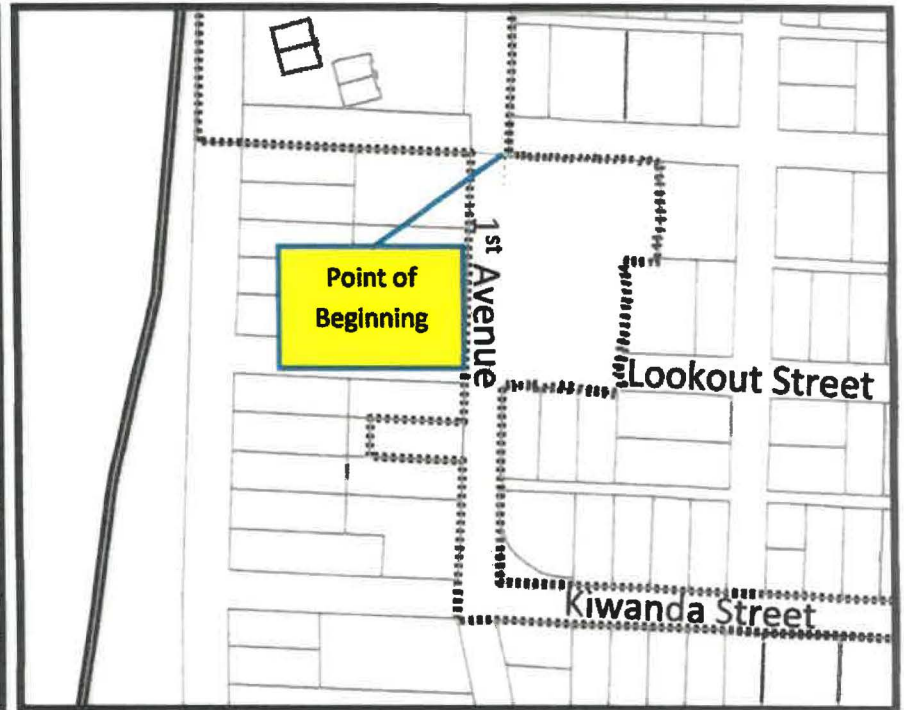 Point of
Beginning
1st Avenue
Lookout Street
Kiwanda Street